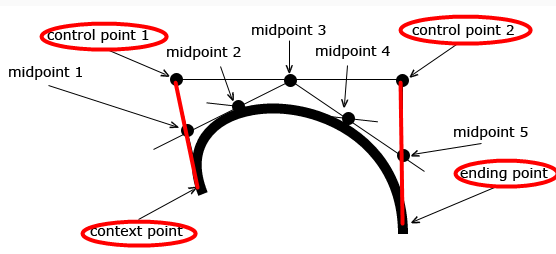 control point 1
midpoint 3
control point 2
midpoint 2
midpoint 4
midpoint 1
midpoint 5
ending point
context point